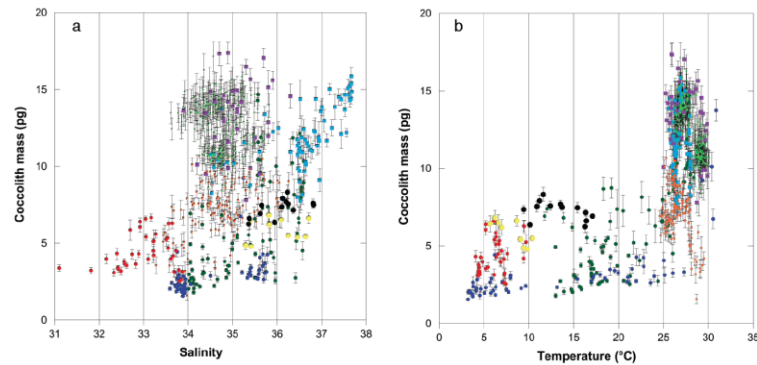 a
Coccolith mass (pg)
20
15
10
5
0
31 32 33 34 35 36 37 38
Salinity
b
Coccolith mass (pg)
20
15
10
5
0
0 5 10 15 20 25 30 35
Temperature (°C)